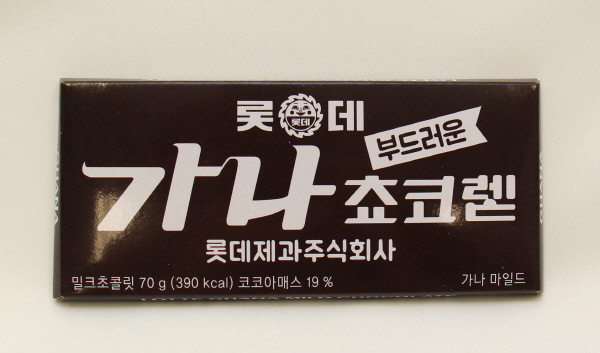 롯데
롯데
부드러운
가나 쵸코렡
롯데제과주식회사
밀크초콜릿 70 g (390 kcal) 코코아매스 19 %
가나 마일드